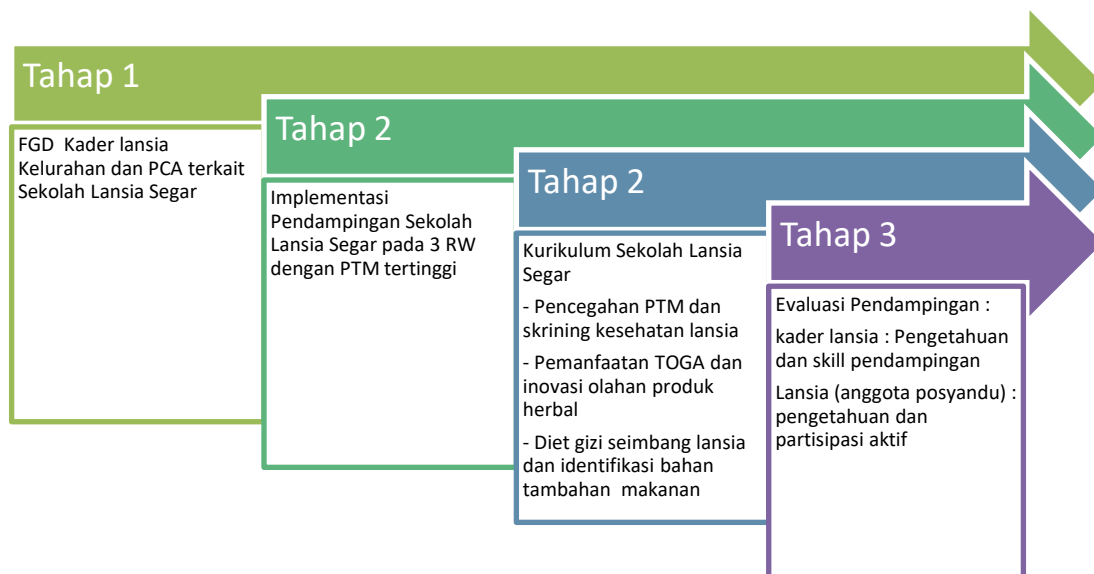 Tahap 1
FGD  Kader lansia
Kelurahan dan PCA terkait
Sekolah Lansia Segar
Tahap 2
Implementasi
Pendampingan Sekolah
Lansia Segar pada 3 RW
dengan PTM tertinggi
Tahap 2
Kurikulum Sekolah Lansia
Segar
- Pencegahan PTM dan
skrining kesehatan lansia
- Pemanfaatan TOGA dan
inovasi olahan produk
herbal
- Diet gizi seimbang lansia
dan identifikasi bahan
tambahan  makanan
Tahap 3
Evaluasi Pendampingan :
kader lansia : Pengetahuan
dan skill pendampingan
Lansia (anggota posyandu) :
pengetahuan dan
partisipasi aktif